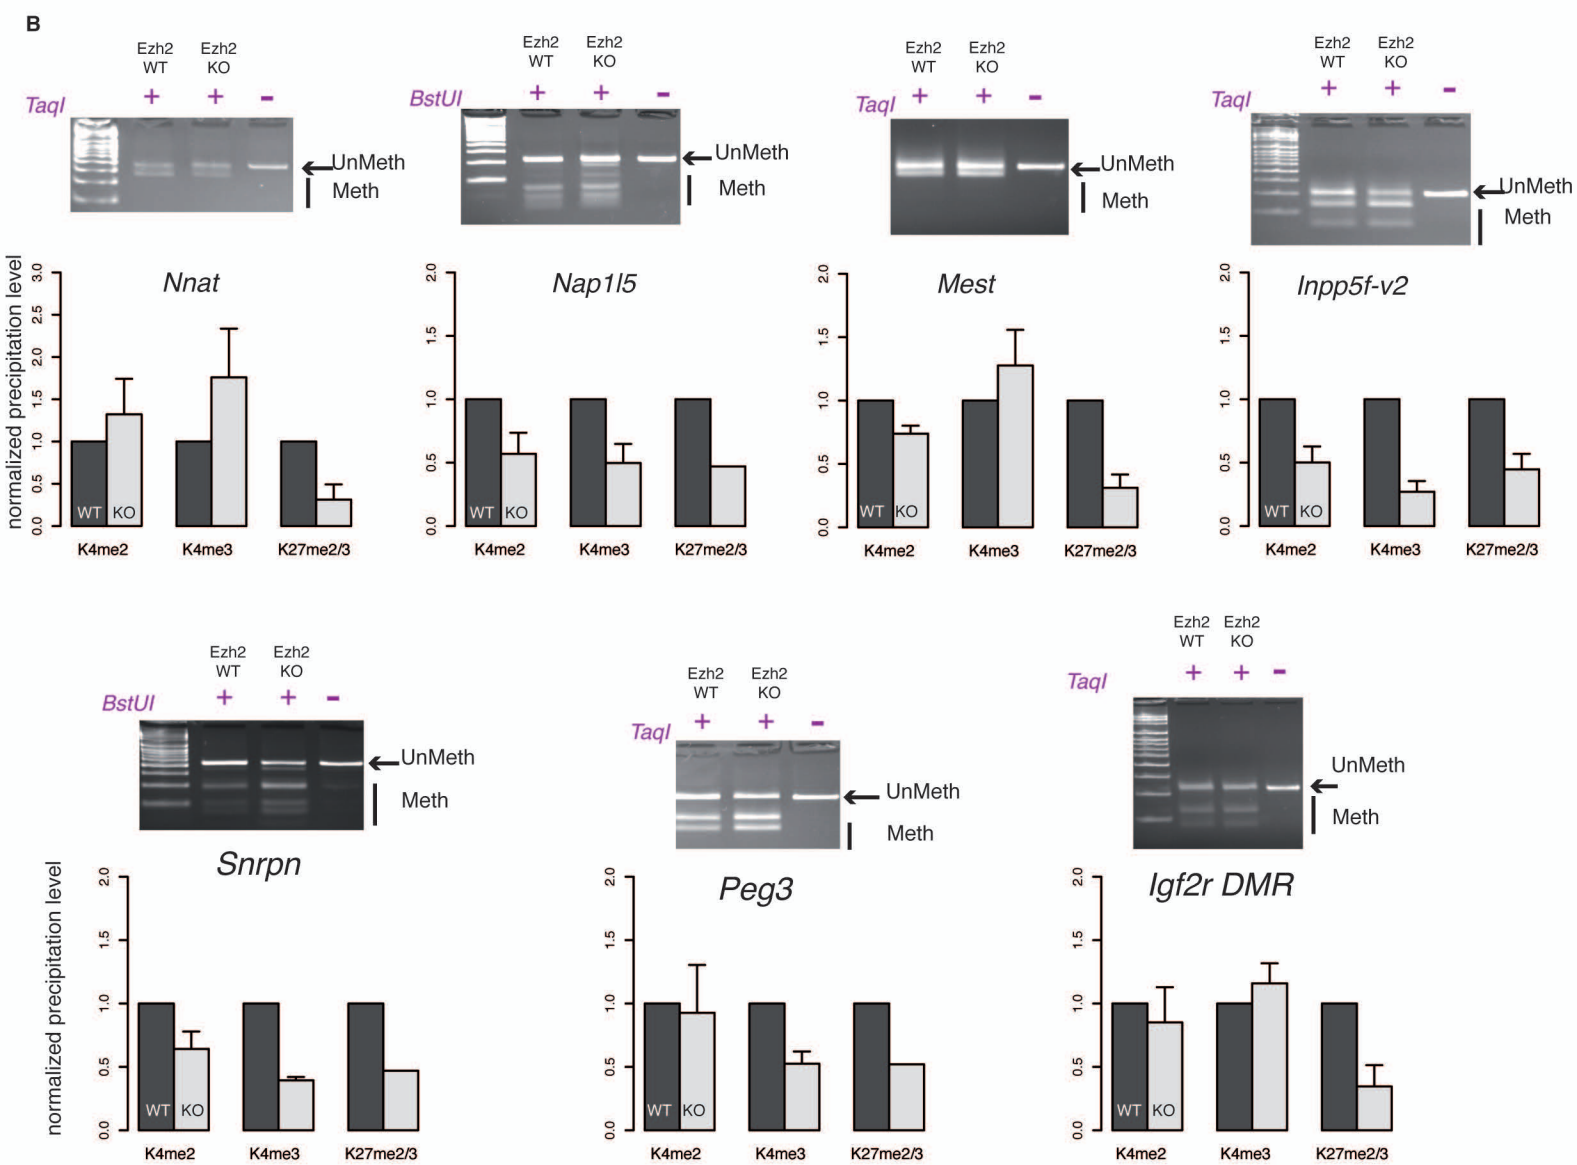 B
Ezh2 Ezh2
WT KO
TaqI + + -
UnMeth
Meth
Ezh2 Ezh2
WT KO
BstUI + + -
UnMeth
Meth
Ezh2 Ezh2
WT KO
TaqI + + -
UnMeth
Meth
Ezh2 Ezh2
WT KO
TaqI + + -
UnMeth
Meth
normalized precipitation level
Nnat
3.0
2.5
2.0
1.5
1.0
0.5
0.0
WT KO
K4me2 K4me3 K27me2/3
Nap1l5
2.0
1.5
1.0
0.5
0.0
WT KO
K4me2 K4me3 K27me2/3
Mest
2.0
1.5
1.0
0.5
0.0
WT KO
K4me2 K4me3 K27me2/3
Inpp5f-v2
2.0
1.5
1.0
0.5
0.0
WT KO
K4me2 K4me3 K27me2/3
Ezh2 Ezh2
WT KO
BstUI + + -
UnMeth
Meth
Ezh2 Ezh2
WT KO
TaqI + + -
UnMeth
Meth
Ezh2 Ezh2
WT KO
TaqI + + -
UnMeth
Meth
normalized precipitation level
Snrpn
2.0
1.5
1.0
0.5
0.0
WT KO
K4me2 K4me3 K27me2/3
Peg3
2.0
1.5
1.0
0.5
0.0
WT KO
K4me2 K4me3 K27me2/3
Igf2r DMR
2.0
1.5
1.0
0.5
0.0
WT KO
K4me2 K4me3 K27me2/3